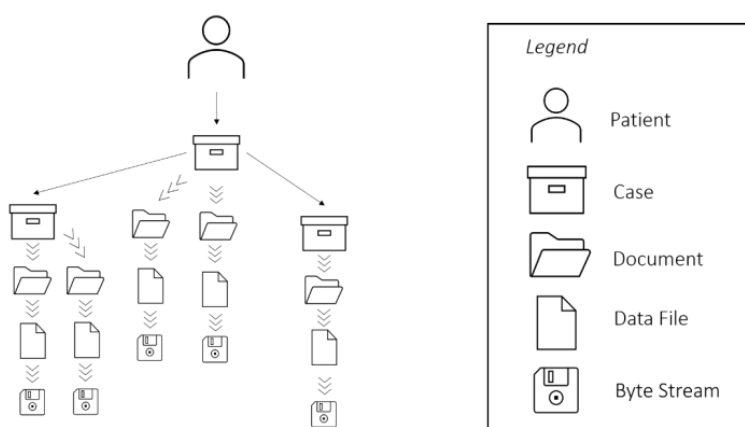 Legend
Patient
Case
Document
Data File
Byte Stream